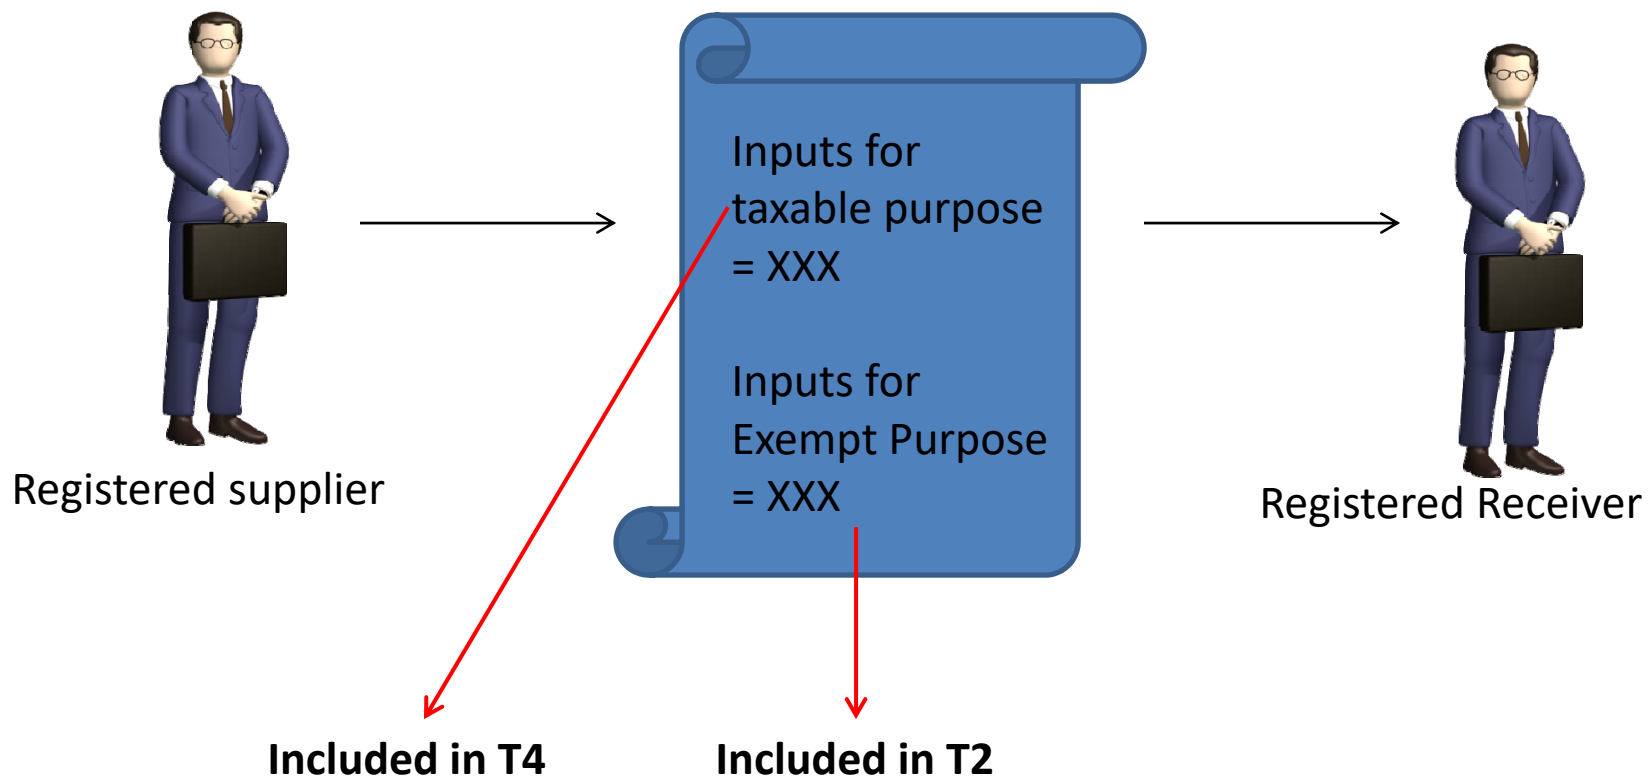 Inputs for
taxable purpose
= XXX
Inputs for
Exempt Purpose
= XXX
Registered supplier
Registered Receiver
Included in T4
Included in T2